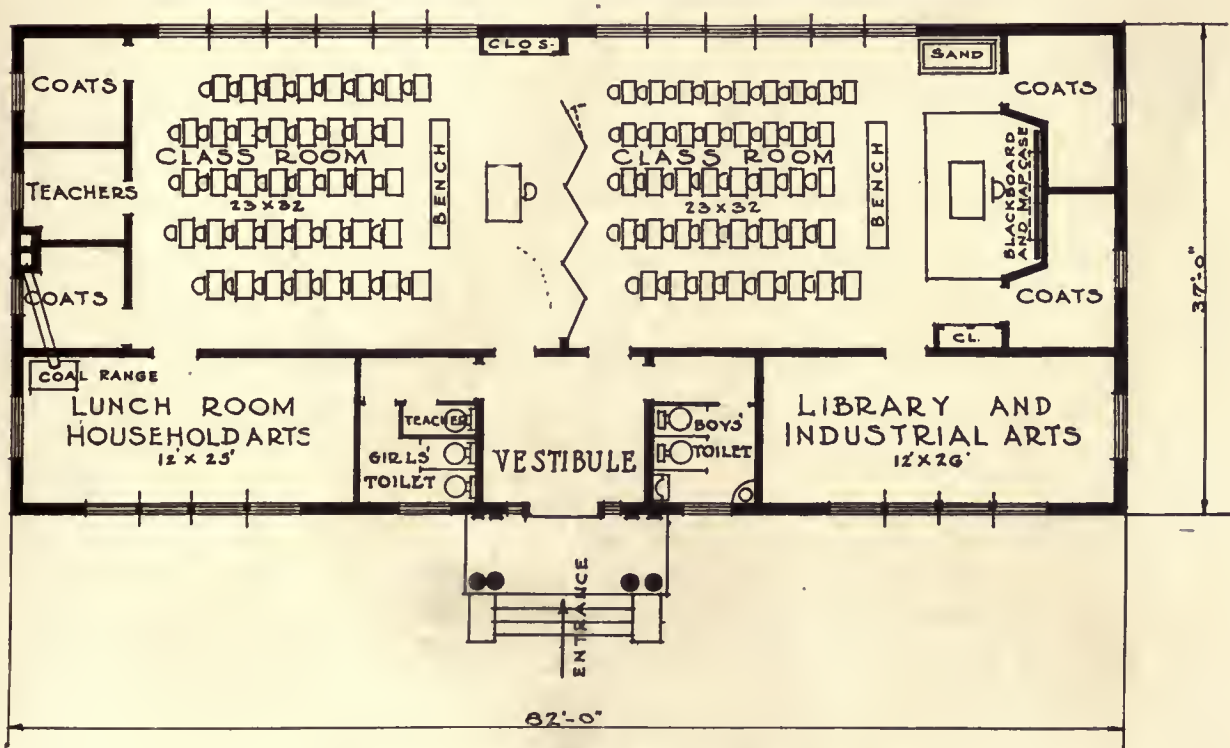 CLOS.
SAND
COATS
COATS
CLASS ROOM
23 X 32
BENCH
CLASS ROOM
23 X 32
BENCH
BLACKBOARD
AND MAP CASE
TEACHERS
COATS
COATS
CL.
37'-0"
COAL RANGE
LUNCH ROOM
HOUSEHOLD ARTS
12' X 25'
TEACHER
GIRLS'
TOILET
VESTIBULE
BOYS'
TOILET
LIBRARY AND
INDUSTRIAL ARTS
12' X 26'
ENTRANCE
82'-0"